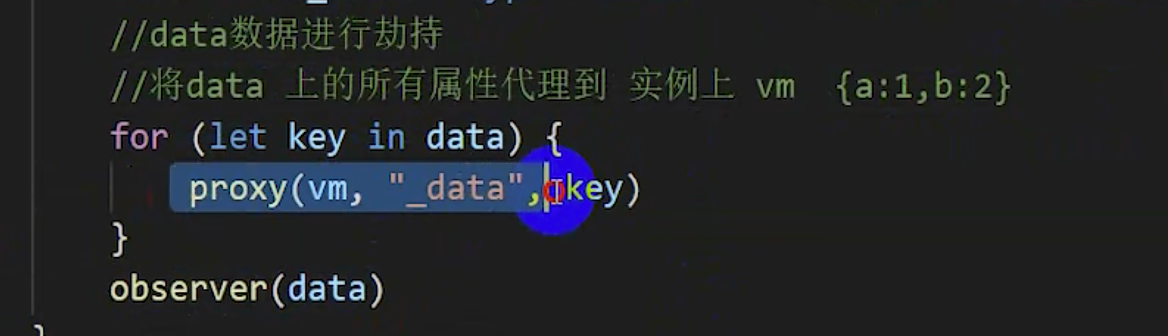 //data数据进行劫持
//将data 上的所有属性代理到 实例上 vm  {a:1,b:2}
for (let key in data) {
proxy(vm, "_data", key)
}
observer(data)
}